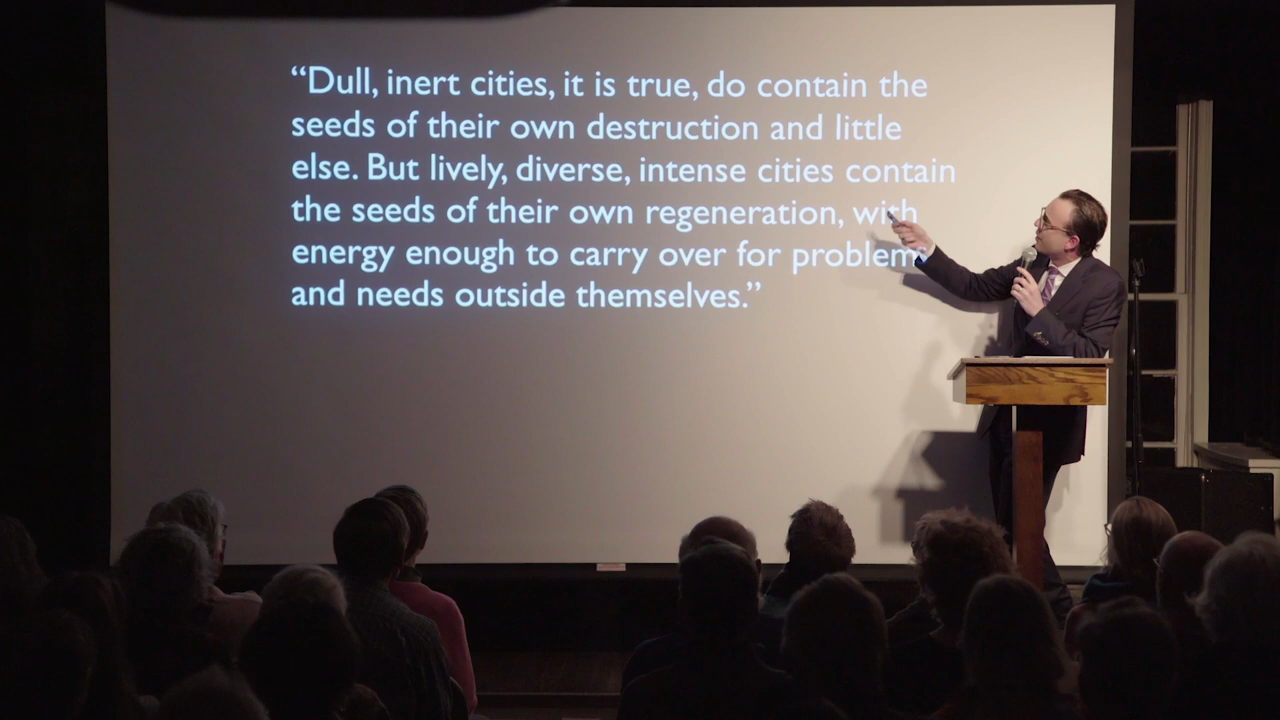 “Dull, inert cities, it is true, do contain the
seeds of their own destruction and little
else. But lively, diverse, intense cities contain
the seeds of their own regeneration, with
energy enough to carry over for problems
and needs outside themselves.”